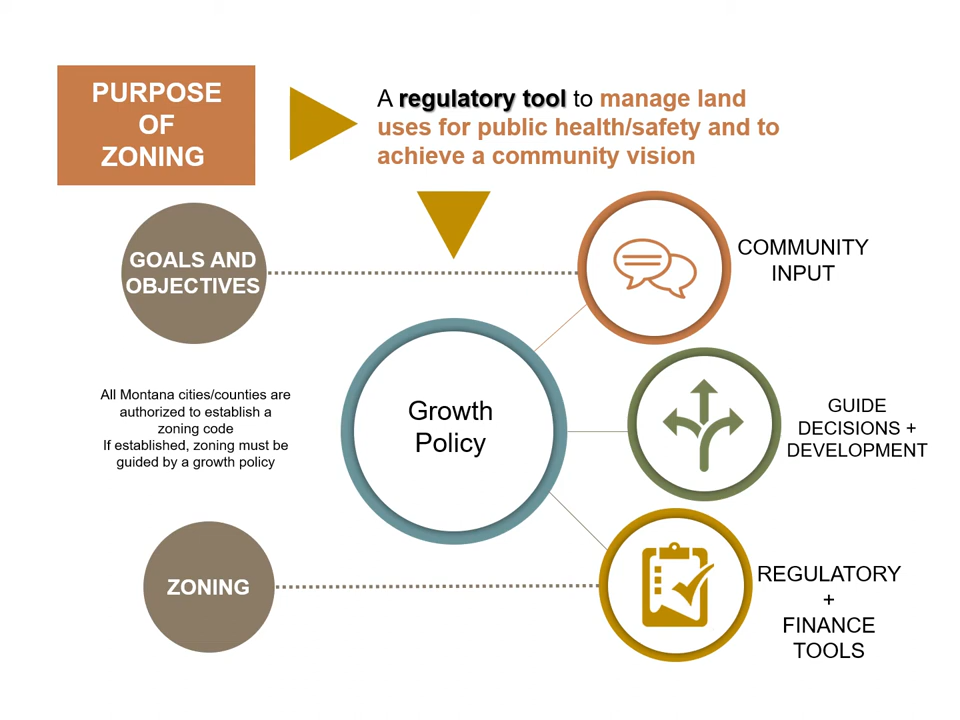 PURPOSE
OF
ZONING
A regulatory tool to manage land
uses for public health/safety and to
achieve a community vision
GOALS AND
OBJECTIVES
COMMUNITY
INPUT
All Montana cities/counties are
authorized to establish a
zoning code
If established, zoning must be
guided by a growth policy
Growth
Policy
GUIDE
DECISIONS +
DEVELOPMENT
ZONING
REGULATORY
+
FINANCE
TOOLS